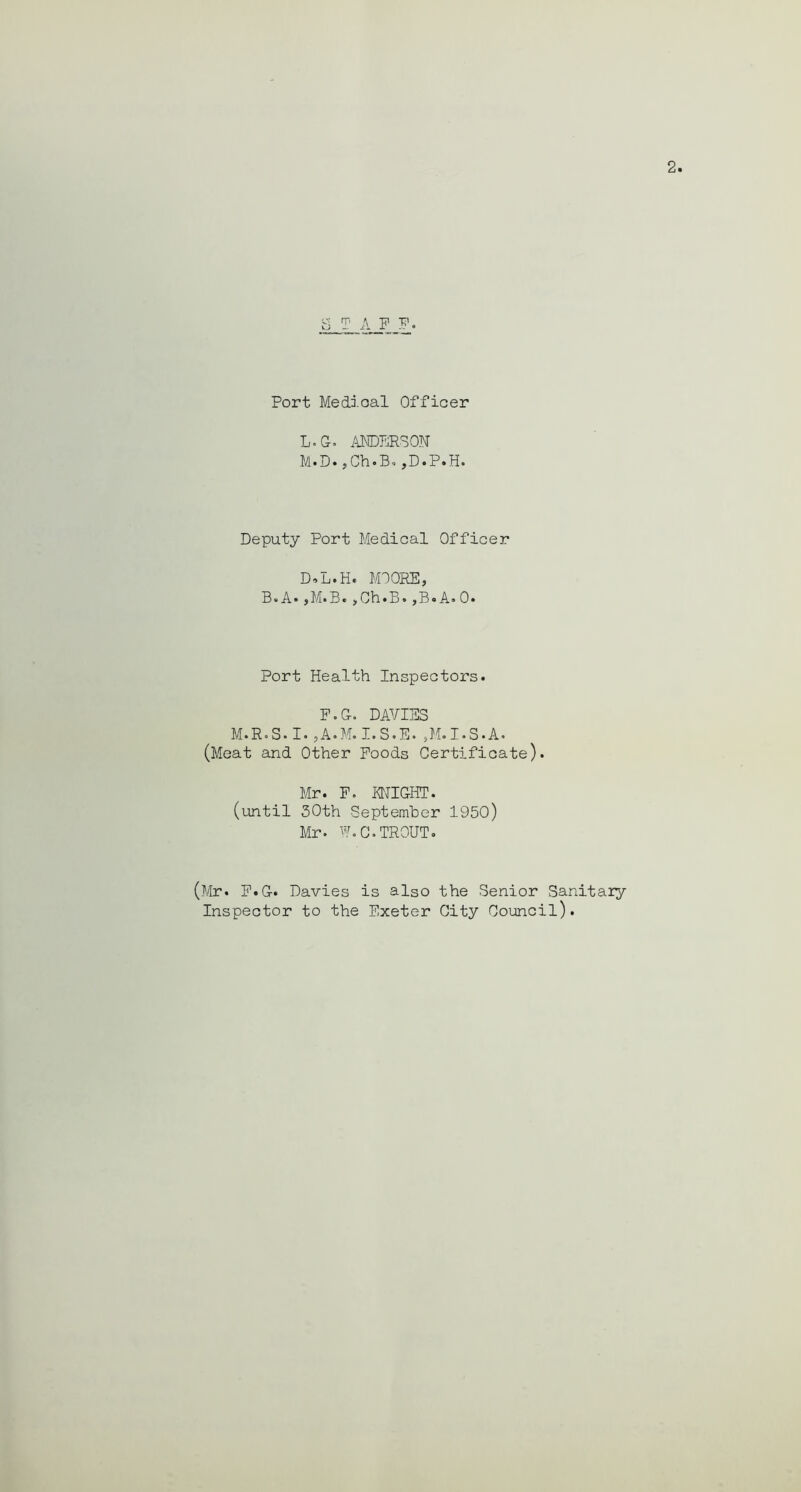 2.
S T A F F.
Port Medical Officer
L.G. ANDERSON
M.D.,Ch.B.,D.P.H.
Deputy Port Medical Officer
D.L.H. MOORE,
B.A.,M.B.,Ch.B.,B.A.O.
Port Health Inspectors.
F.G. DAVIES
M.R.S.I.,A.M.I.S.E.,M.I.S.A.
(Meat and Other Foods Certificate).
Mr. F. KNIGHT.
(until 30th September 1950)
Mr. W.C.TROUT.
(Mr. F.G. Davies is also the Senior Sanitary
Inspector to the Exeter City Council).